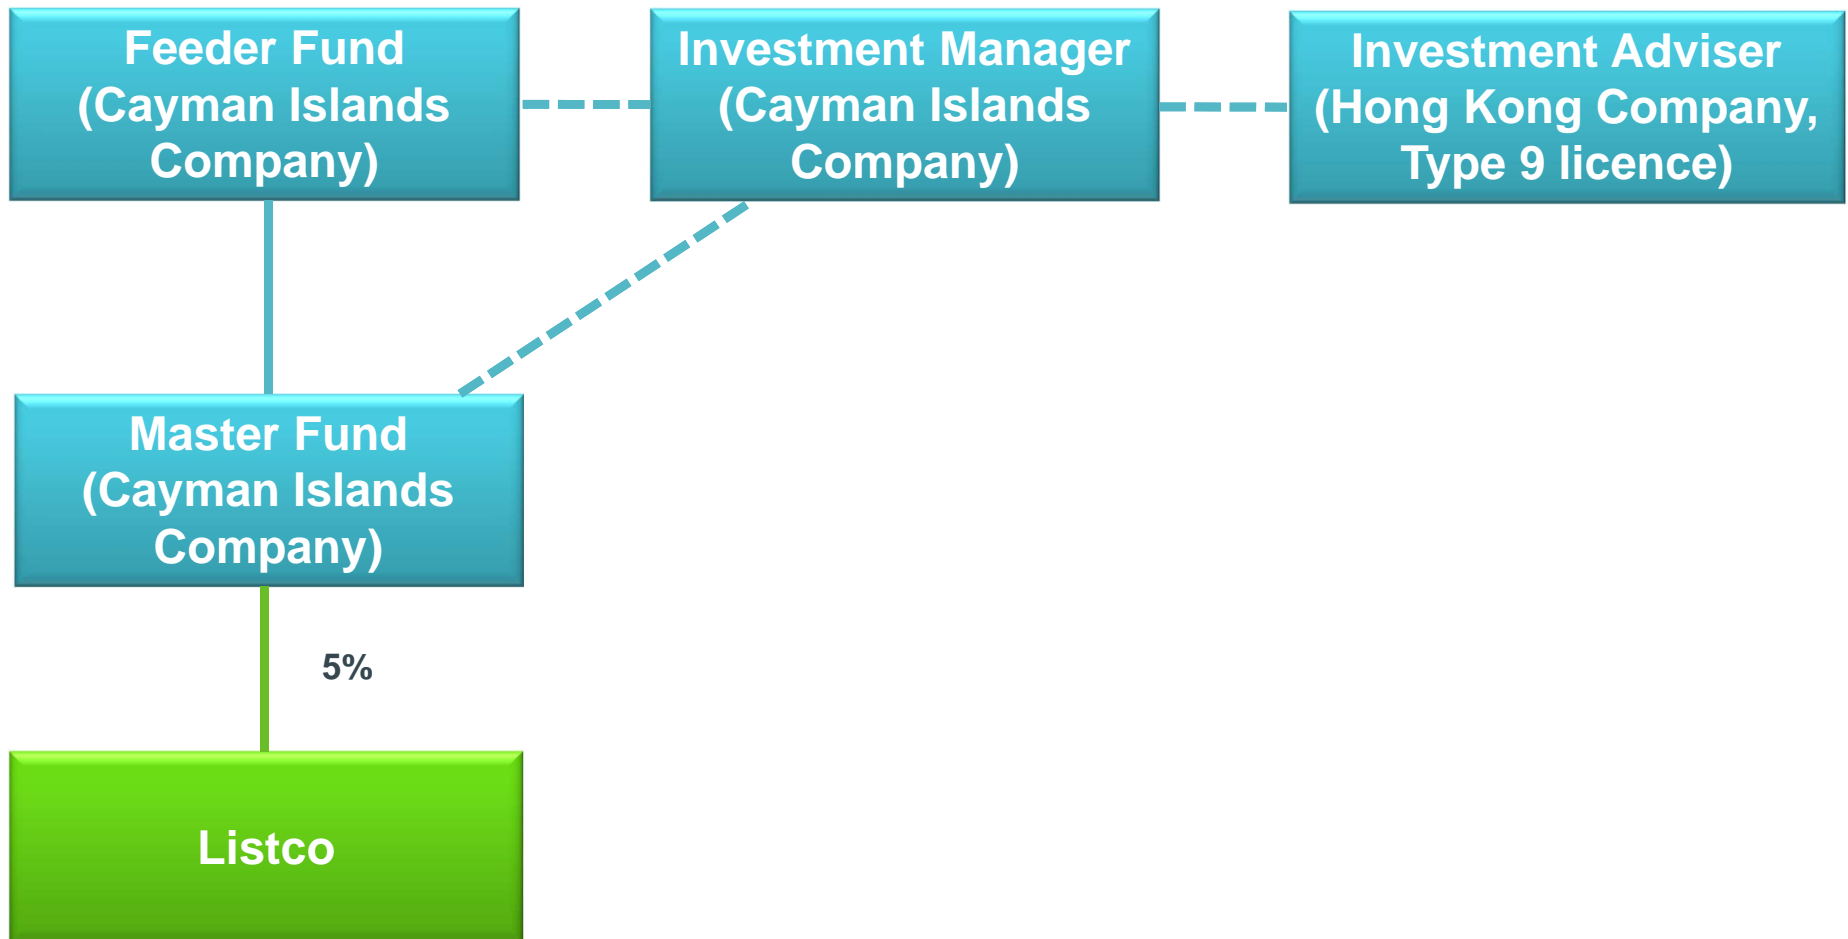 Feeder Fund
(Cayman Islands
Company)
Investment Manager
(Cayman Islands
Company)
Investment Adviser
(Hong Kong Company,
Type 9 licence)
Master Fund
(Cayman Islands
Company)
5%
Listco